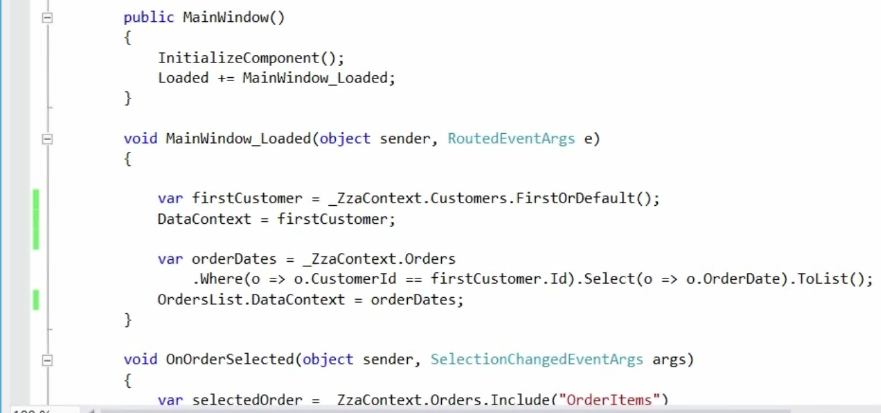 public MainWindow()
{
InitializeComponent();
Loaded += MainWindow_Loaded;
}
void MainWindow_Loaded(object sender, RoutedEventArgs e)
{
var firstCustomer = _ZzaContext.Customers.FirstOrDefault();
DataContext = firstCustomer;
var orderDates = _ZzaContext.Orders
.Where(o => o.CustomerId == firstCustomer.Id).Select(o => o.OrderDate).ToList();
OrdersList.DataContext = orderDates;
}
void OnOrderSelected(object sender, SelectionChangedEventArgs args)
{
var selectedOrder = _ZzaContext.Orders.Include("OrderItems")